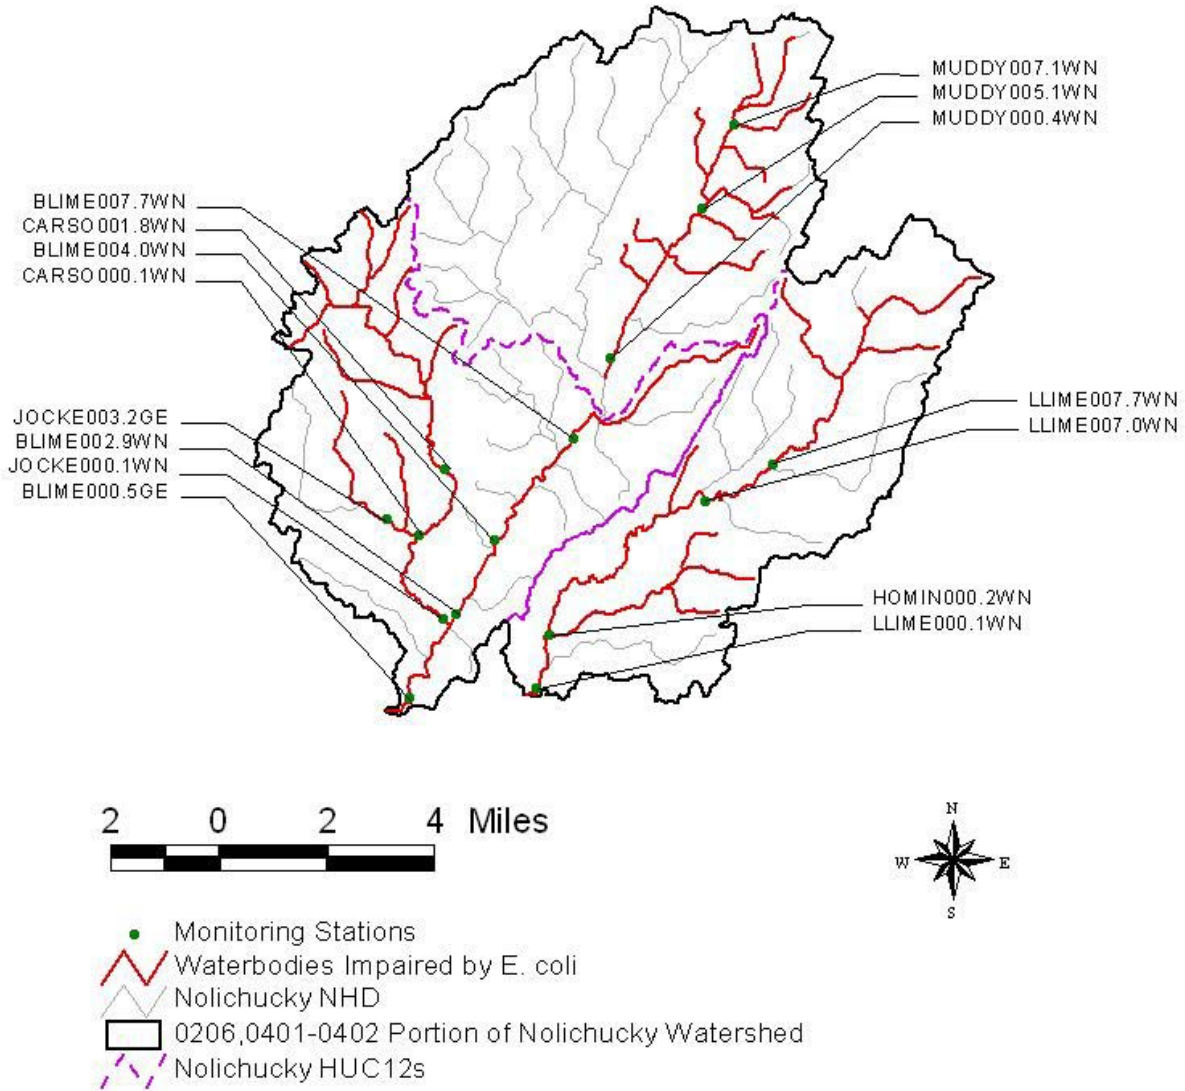 MUDDY007.1WN
MUDDY005.1WN
MUDDY000.4WN
BLIME007.7WN
CARSO001.8WN
BLIME004.0WN
CARSO000.1WN
JOCKE003.2GE
BLIME002.9WN
JOCKE000.1WN
BLIME000.5GE
LLIME007.7WN
LLIME007.0WN
HOMIN000.2WN
LLIME000.1WN
2 0 2 4 Miles
N
W E
S
Monitoring Stations
Waterbodies Impaired by E. coli
Nolichucky NHD
0206,0401-0402 Portion of Nolichucky Watershed
Nolichucky HUC12s